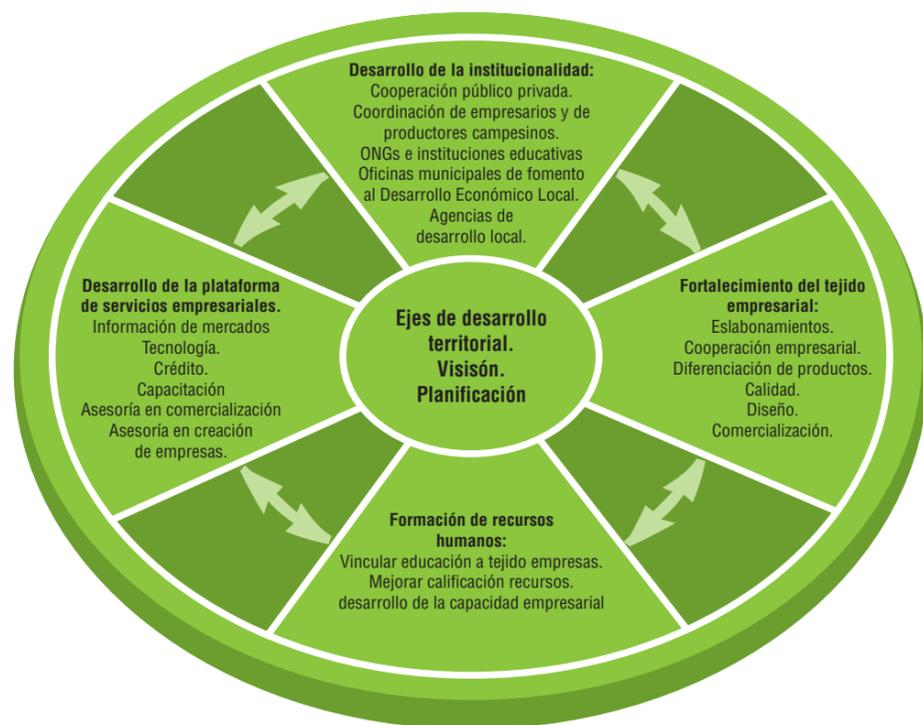 Desarrollo de la institucionalidad:
Cooperación público privada.
Coordinación de empresarios y de
productores campesinos.
ONGs e instituciones educativas
Oficinas municipales de fomento
al Desarrollo Económico Local.
Agencias de
desarrollo local.
Desarrollo de la plataforma
de servicios empresariales.
Información de mercados
Tecnología.
Crédito.
Capacitación
Asesoría en comercialización
Asesoría en creación
de empresas.
Ejes de desarrollo
territorial.
Visisón.
Planificación
Fortalecimiento del tejido
empresarial:
Eslabonamientos.
Cooperación empresarial.
Diferenciación de productos.
Calidad.
Diseño.
Comercialización.
Formación de recursos
humanos:
Vincular educación a tejido empresas.
Mejorar calificación recursos.
desarrollo de la capacidad empresarial